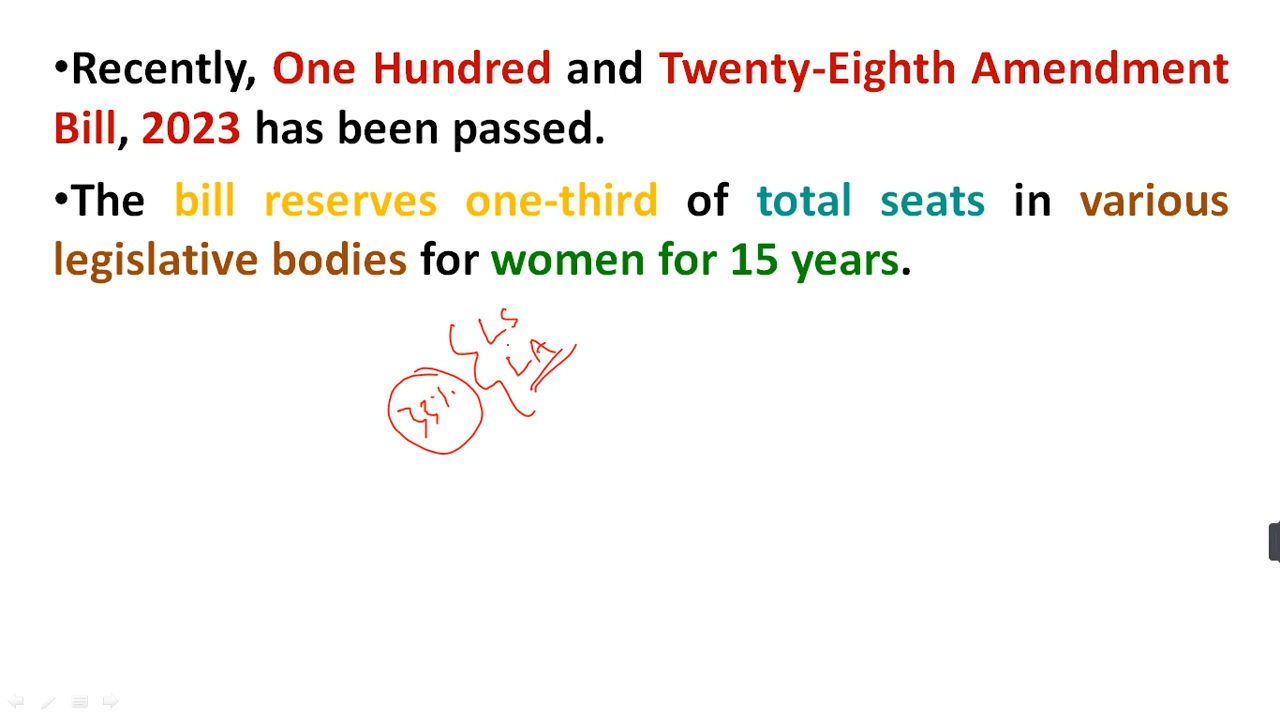 •Recently, One Hundred and Twenty-Eighth Amendment
Bill, 2023 has been passed.
•The bill reserves one-third of total seats in various
legislative bodies for women for 15 years.
LS
LA
33%